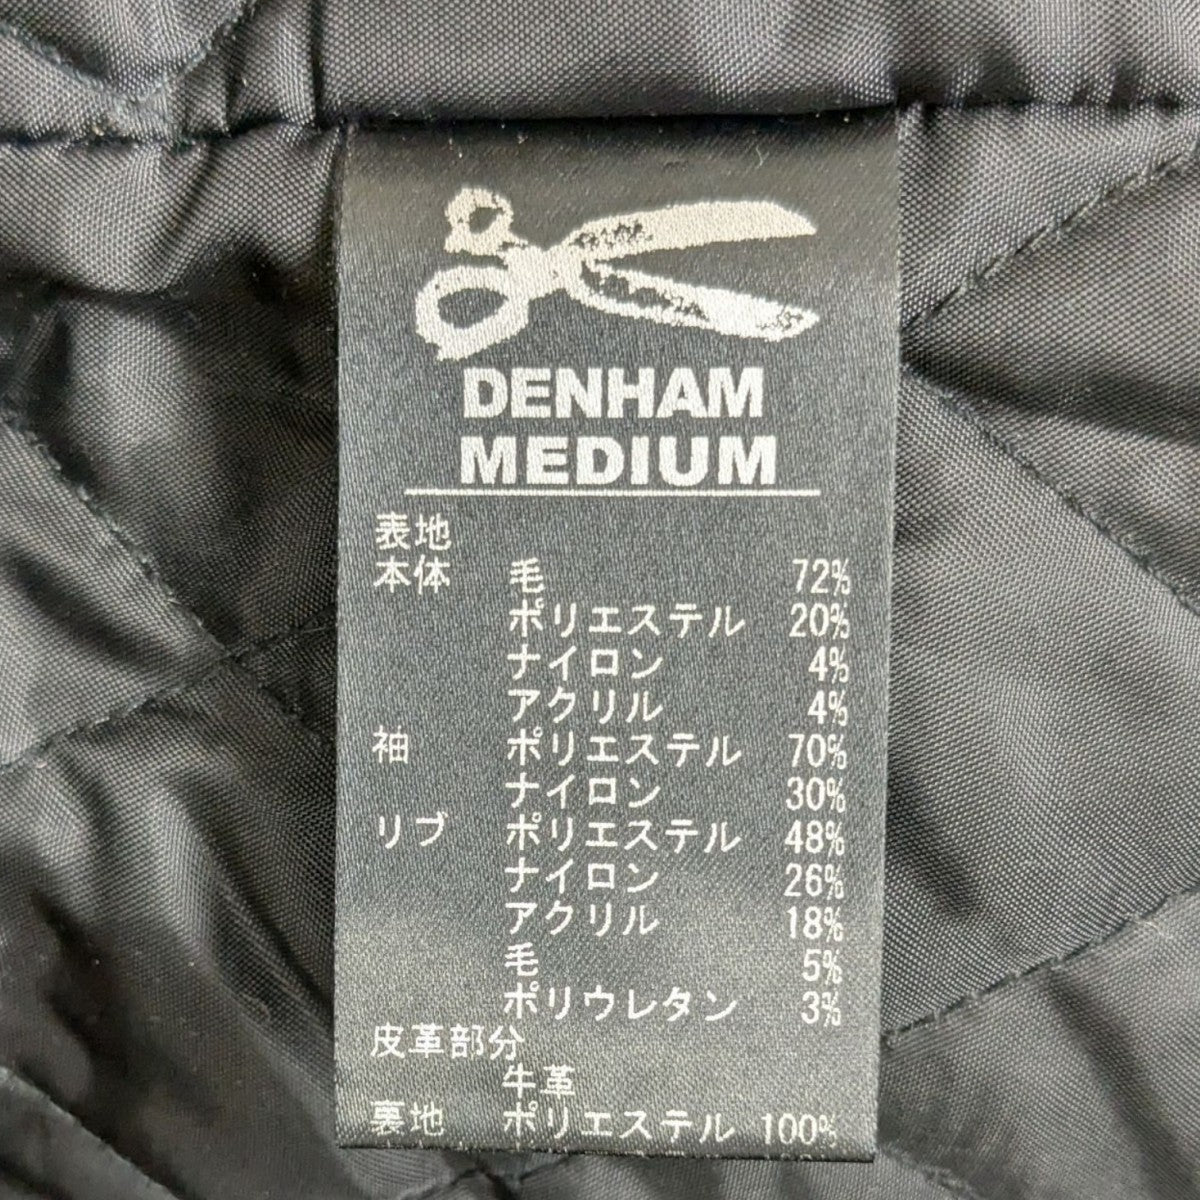 DENHAM
MEDIUM
表地
本体 毛 72%
ポリエステル 20%
ナイロン 4%
アクリル 4%
袖 ポリエステル 70%
ナイロン 30%
リブ ポリエステル 48%
ナイロン 26%
アクリル 18%
毛 5%
ポリウレタン 3%
皮革部分
牛革
裏地 ポリエステル 100%